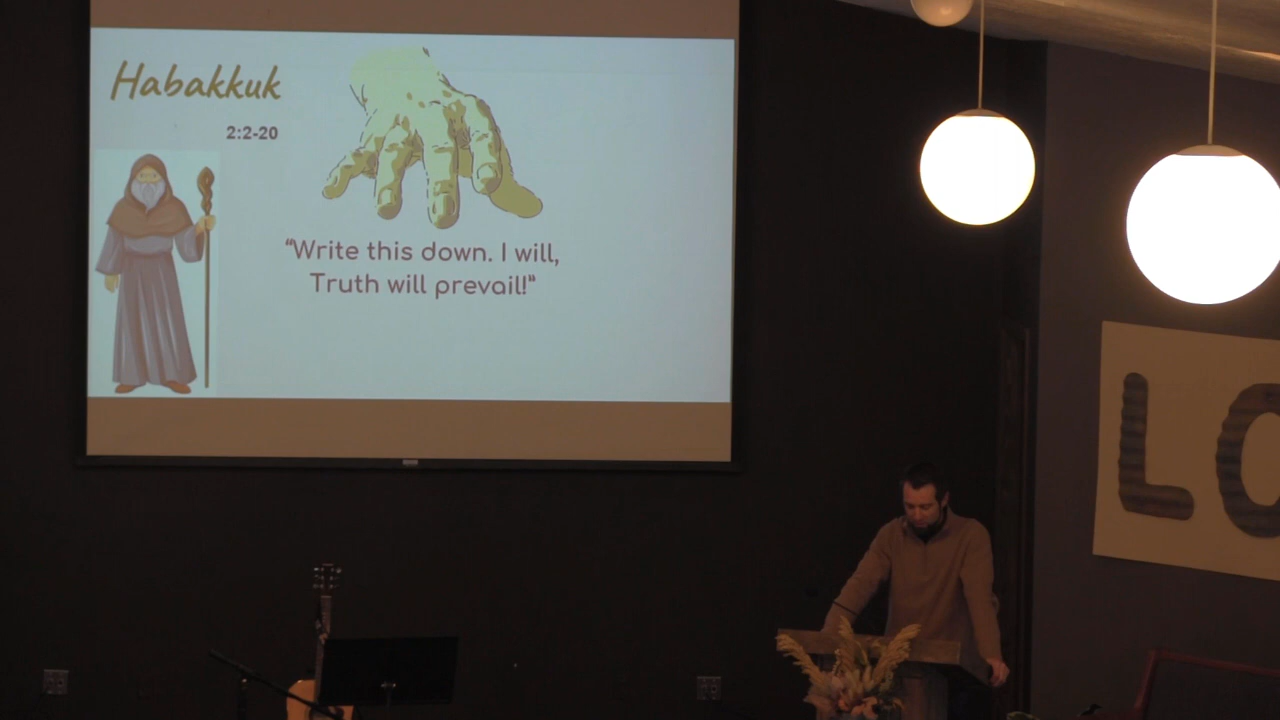 Habakkuk
2:2-20
“Write this down. I will,
Truth will prevail!”
LO